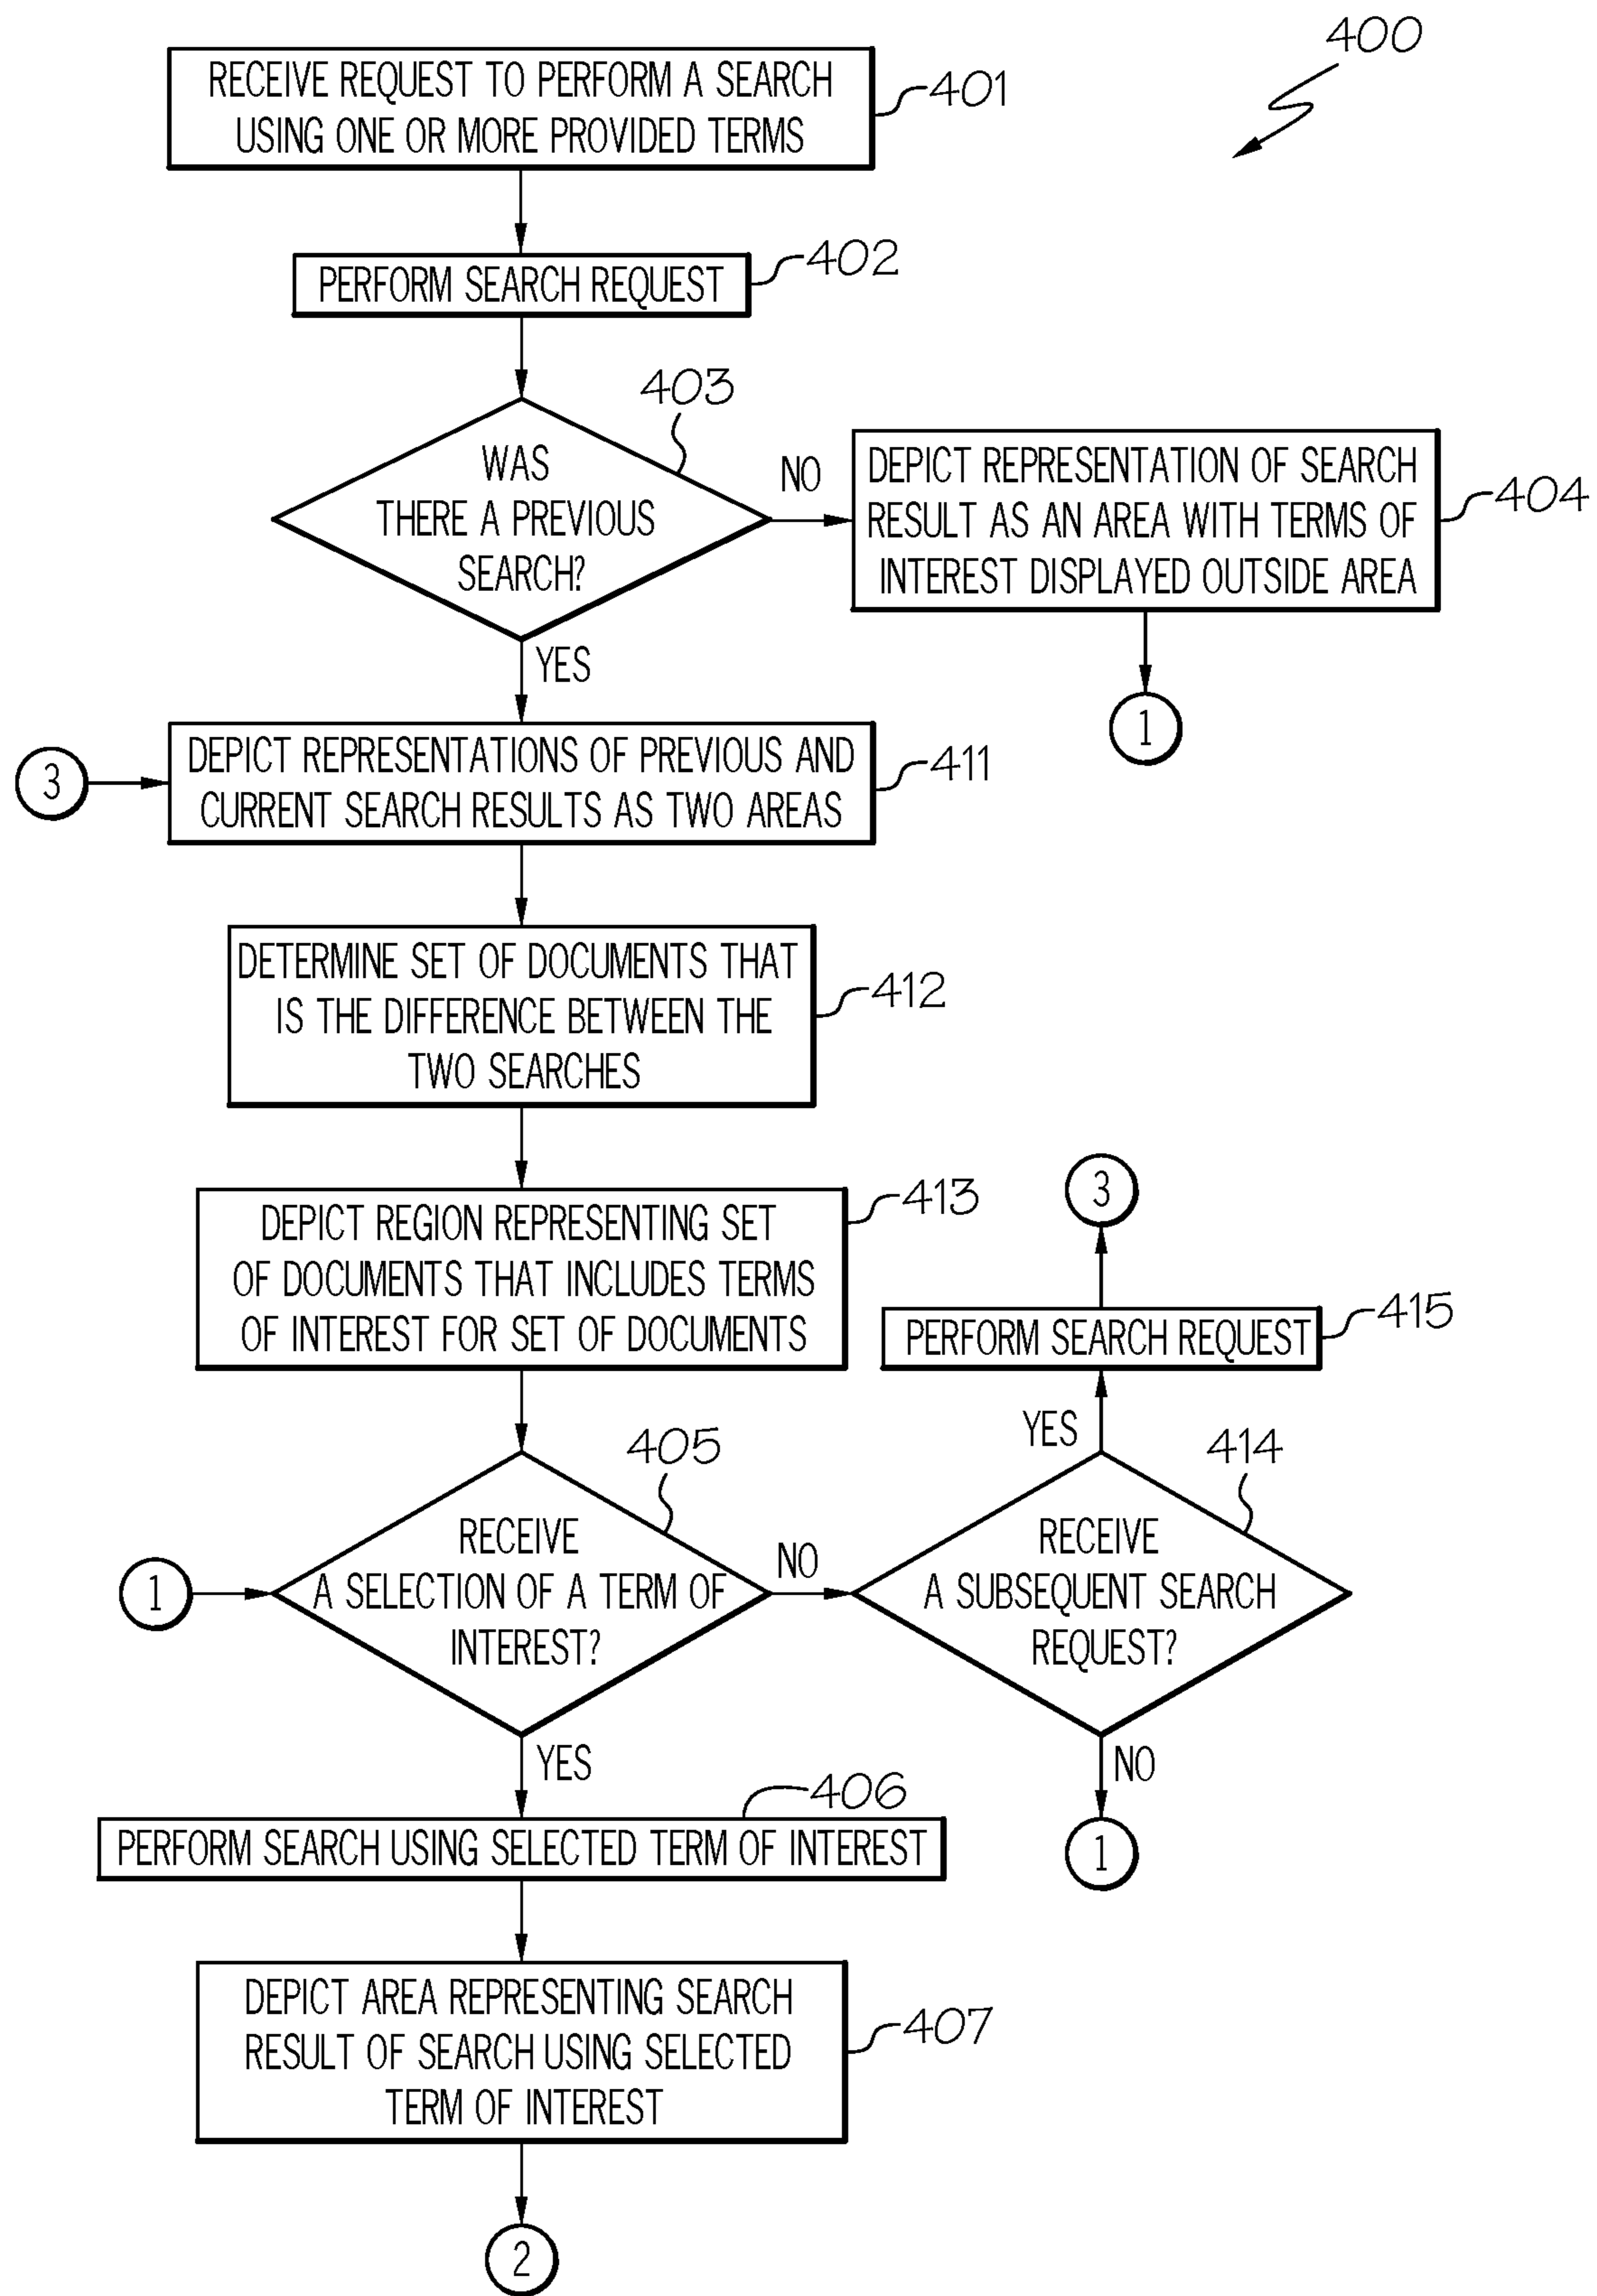 400
RECEIVE REQUEST TO PERFORM A SEARCH
USING ONE OR MORE PROVIDED TERMS
401
PERFORM SEARCH REQUEST
402
403
WAS
THERE A PREVIOUS
SEARCH?
NO
YES
DEPICT REPRESENTATION OF SEARCH
RESULT AS AN AREA WITH TERMS OF
INTEREST DISPLAYED OUTSIDE AREA
404
1
3
DEPICT REPRESENTATIONS OF PREVIOUS AND
CURRENT SEARCH RESULTS AS TWO AREAS
411
DETERMINE SET OF DOCUMENTS THAT
IS THE DIFFERENCE BETWEEN THE
TWO SEARCHES
412
DEPICT REGION REPRESENTING SET
OF DOCUMENTS THAT INCLUDES TERMS
OF INTEREST FOR SET OF DOCUMENTS
413
3
PERFORM SEARCH REQUEST
415
YES
405
414
1
RECEIVE
A SELECTION OF A TERM OF
INTEREST?
NO
RECEIVE
A SUBSEQUENT SEARCH
REQUEST?
YES
NO
1
406
PERFORM SEARCH USING SELECTED TERM OF INTEREST
DEPICT AREA REPRESENTING SEARCH
RESULT OF SEARCH USING SELECTED
TERM OF INTEREST
407
2